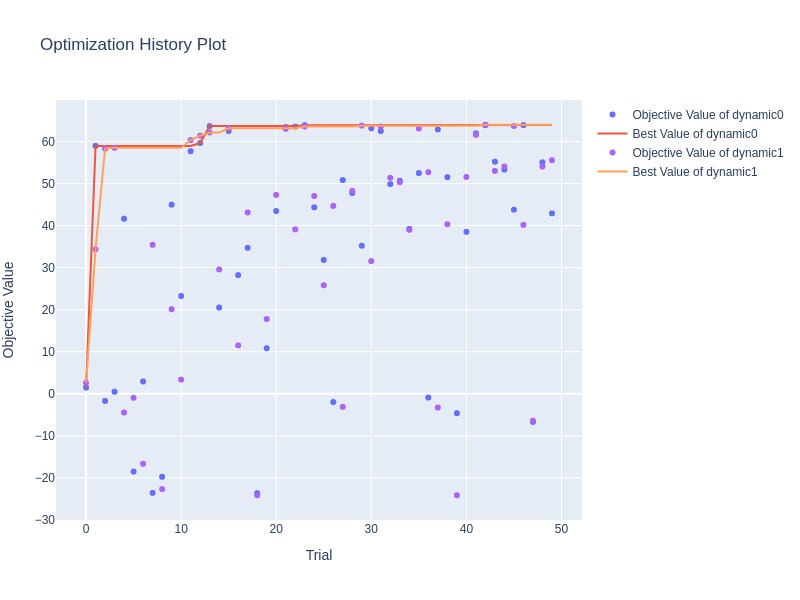 Optimization History Plot
Objective Value of dynamic0
Best Value of dynamic0
Objective Value of dynamic1
Best Value of dynamic1
Objective Value
60
50
40
30
20
10
0
−10
−20
−30
0
10
20
30
40
50
Trial